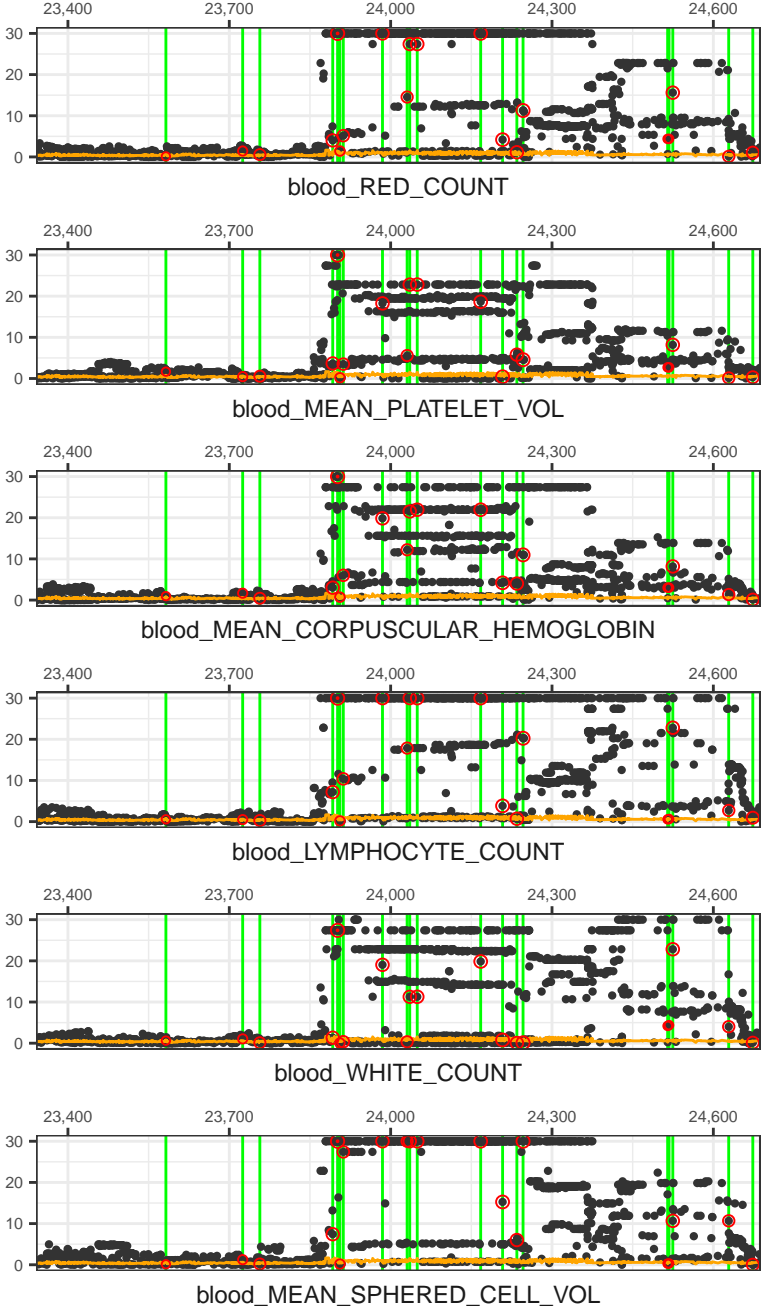 23,400 23,700 24,000 24,300 24,600
30
20
10
0
blood_RED_COUNT
23,400 23,700 24,000 24,300 24,600
30
20
10
0
blood_MEAN_PLATELET_VOL
23,400 23,700 24,000 24,300 24,600
30
20
10
0
blood_MEAN_CORPUSCULAR_HEMOGLOBIN
23,400 23,700 24,000 24,300 24,600
30
20
10
0
blood_LYMPHOCYTE_COUNT
23,400 23,700 24,000 24,300 24,600
30
20
10
0
blood_WHITE_COUNT
23,400 23,700 24,000 24,300 24,600
30
20
10
0
blood_MEAN_SPHERED_CELL_VOL